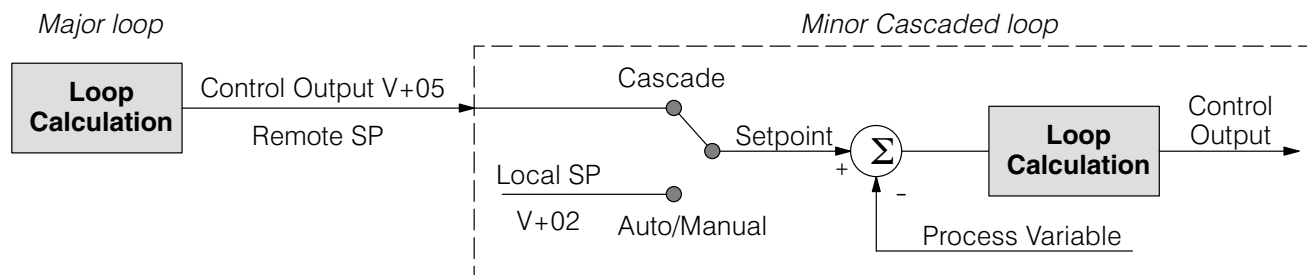 Major loop
Minor Cascaded loop
Loop
Calculation
Control Output V+05
Remote SP
Cascade
Local SP
V+02
Auto/Manual
Setpoint
+
Σ
-
Process Variable
Loop
Calculation
Control
Output